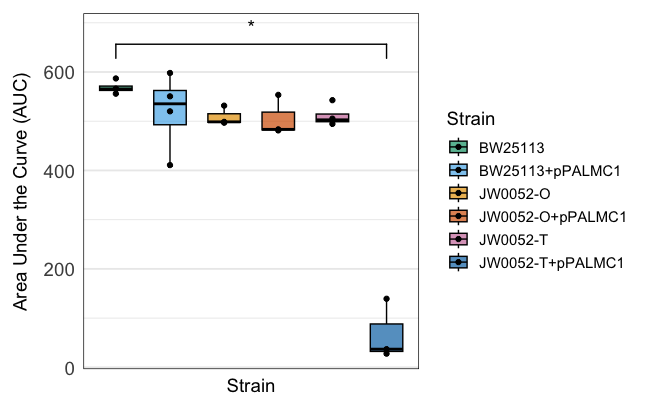 *
Area Under the Curve (AUC)
600
400
200
0
Strain
Strain
BW25113
BW25113+pPALMC1
JW0052-O
JW0052-O+pPALMC1
JW0052-T
JW0052-T+pPALMC1